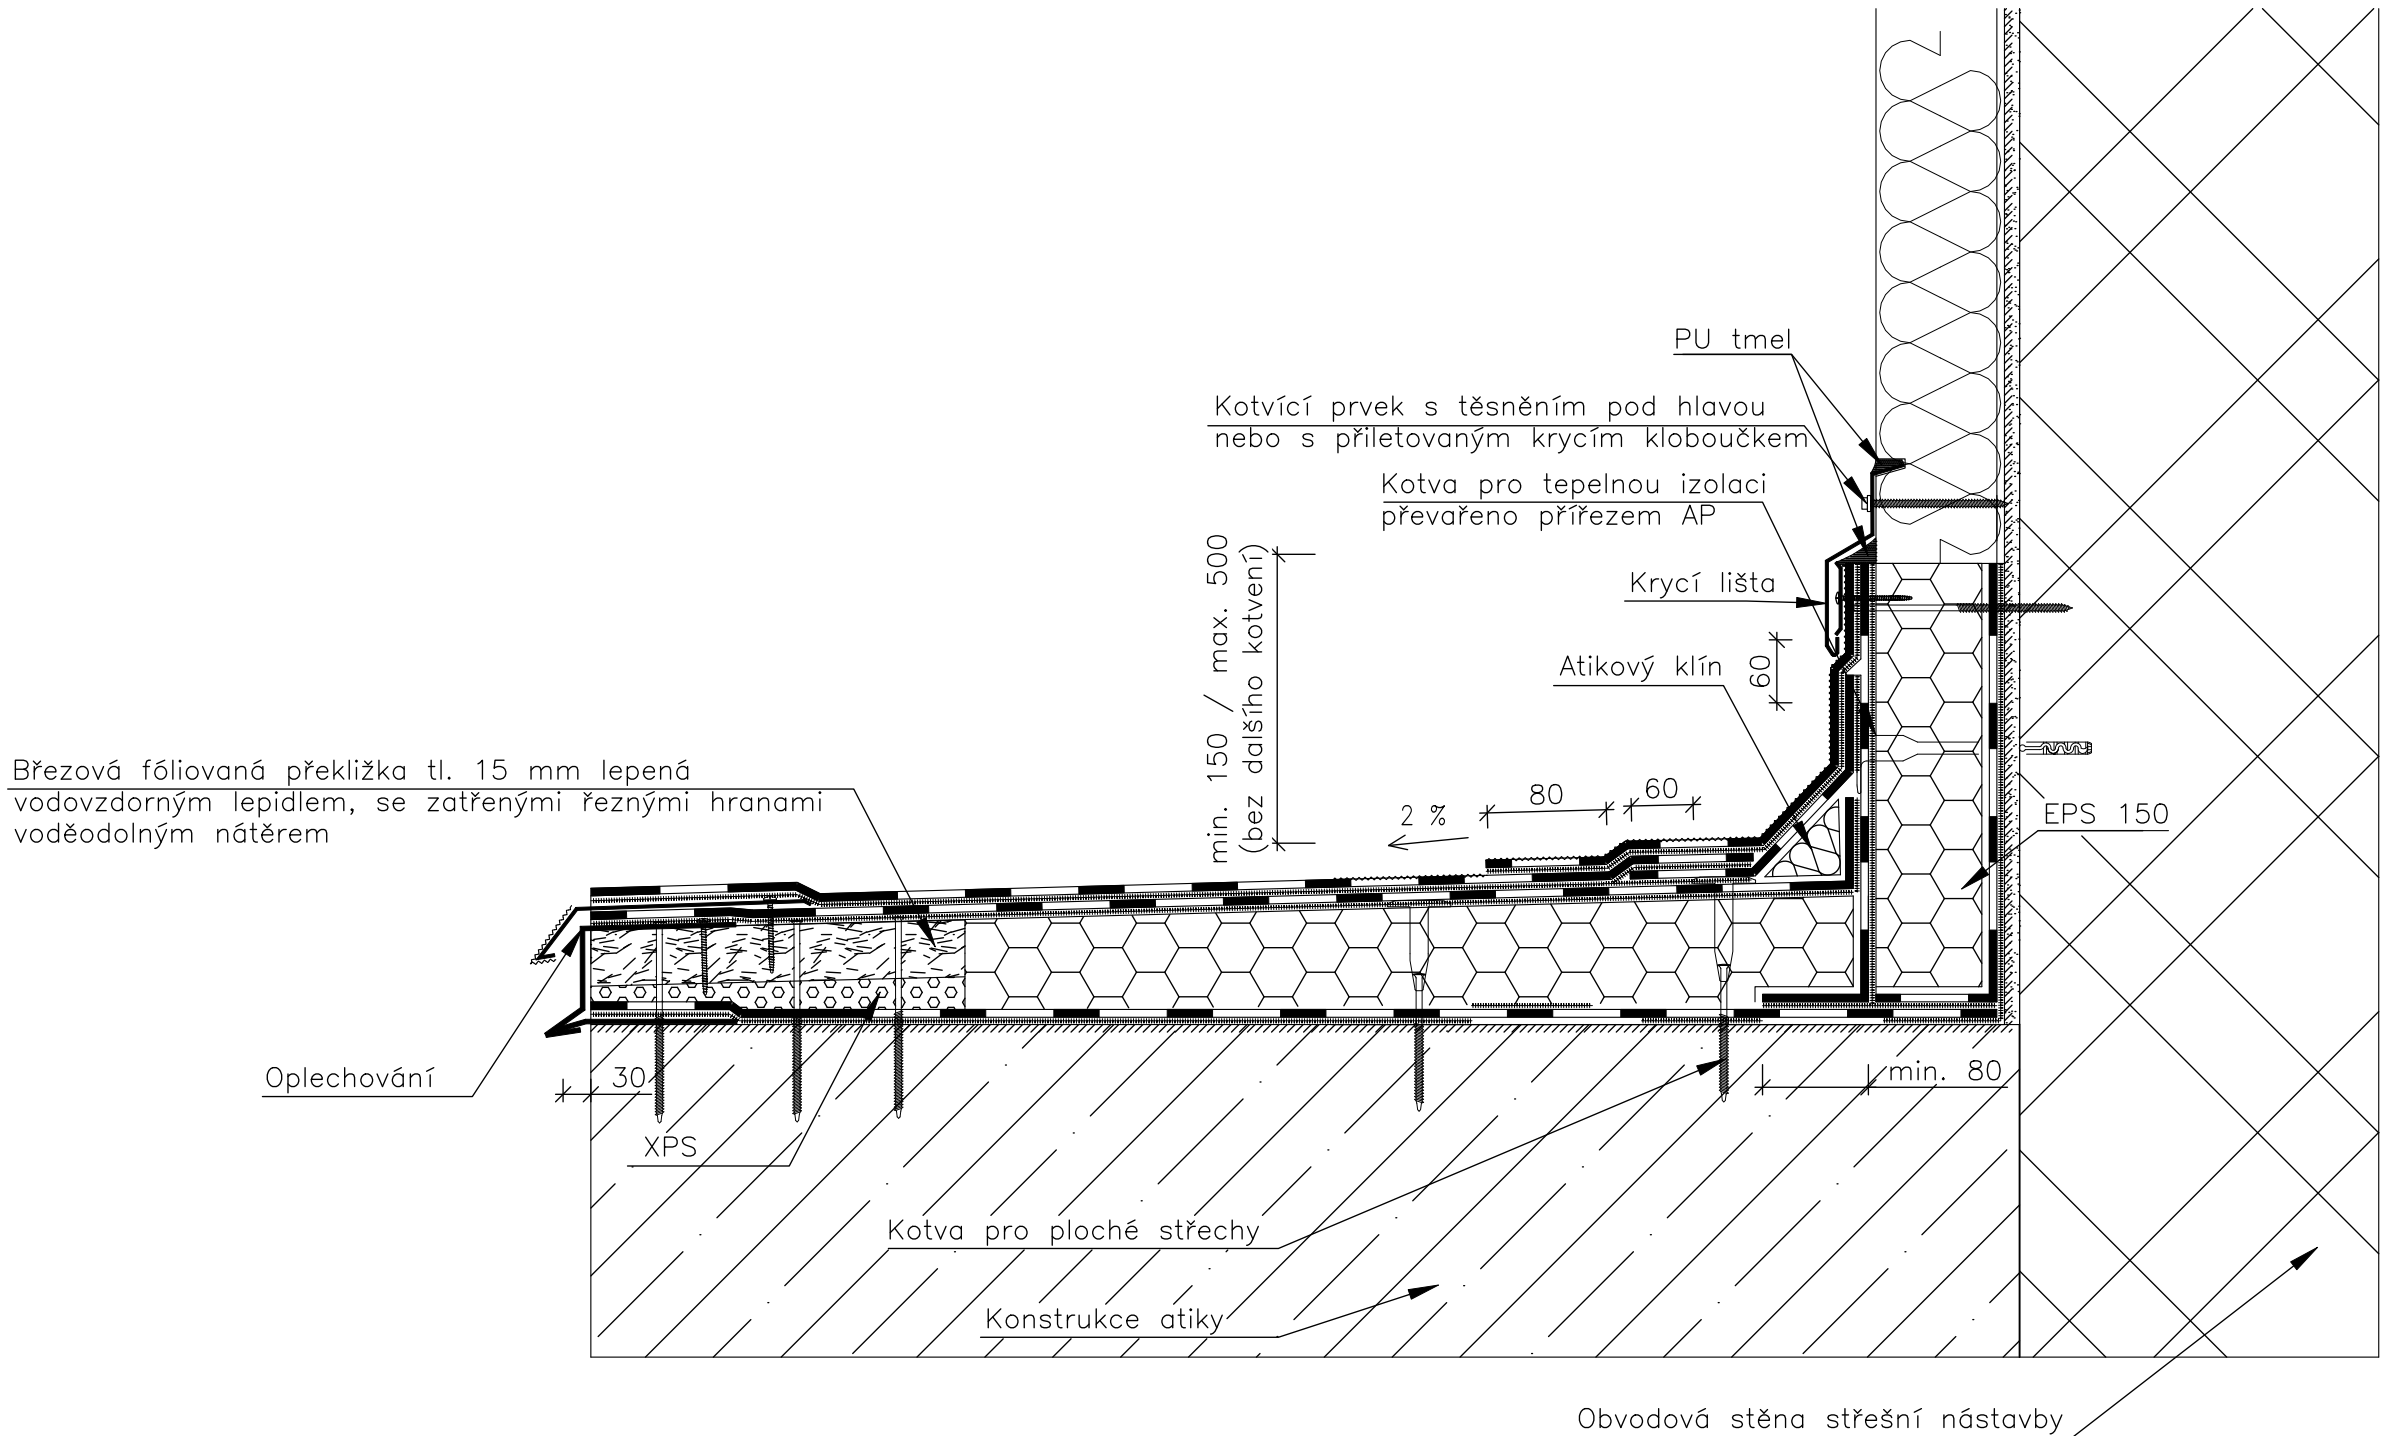 PU tmel
Kotvící prvek s těsněním pod hlavou
nebo s přiletovaným krycím kloboučkem
Kotva pro tepelnou izolaci
převařeno přířezem AP
min. 150 / max. 500
(bez dalšího kotvení)
Krycí lišta
Atikový klín
60
Březová fóliovaná překližka tl. 15 mm lepená
vodovzdorným lepidlem, se zatřenými řeznými hranami
voděodolným nátěrem
2 %
80
60
EPS 150
Oplechování
30
min. 80
XPS
Kotva pro ploché střechy
Konstrukce atiky
Obvodová stěna střešní nástavby